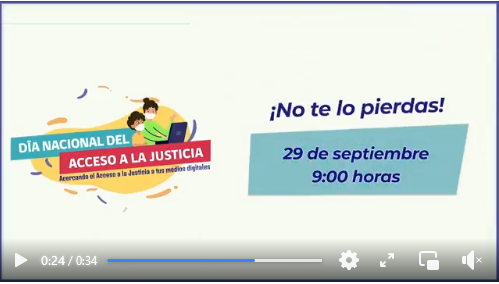 DÍA NACIONAL DEL
ACCESO A LA JUSTICIA
Acercando el Acceso a la Justicia a tus medios digitales
¡No te lo pierdas!
29 de septiembre
9:00 horas
0:24 / 0:34